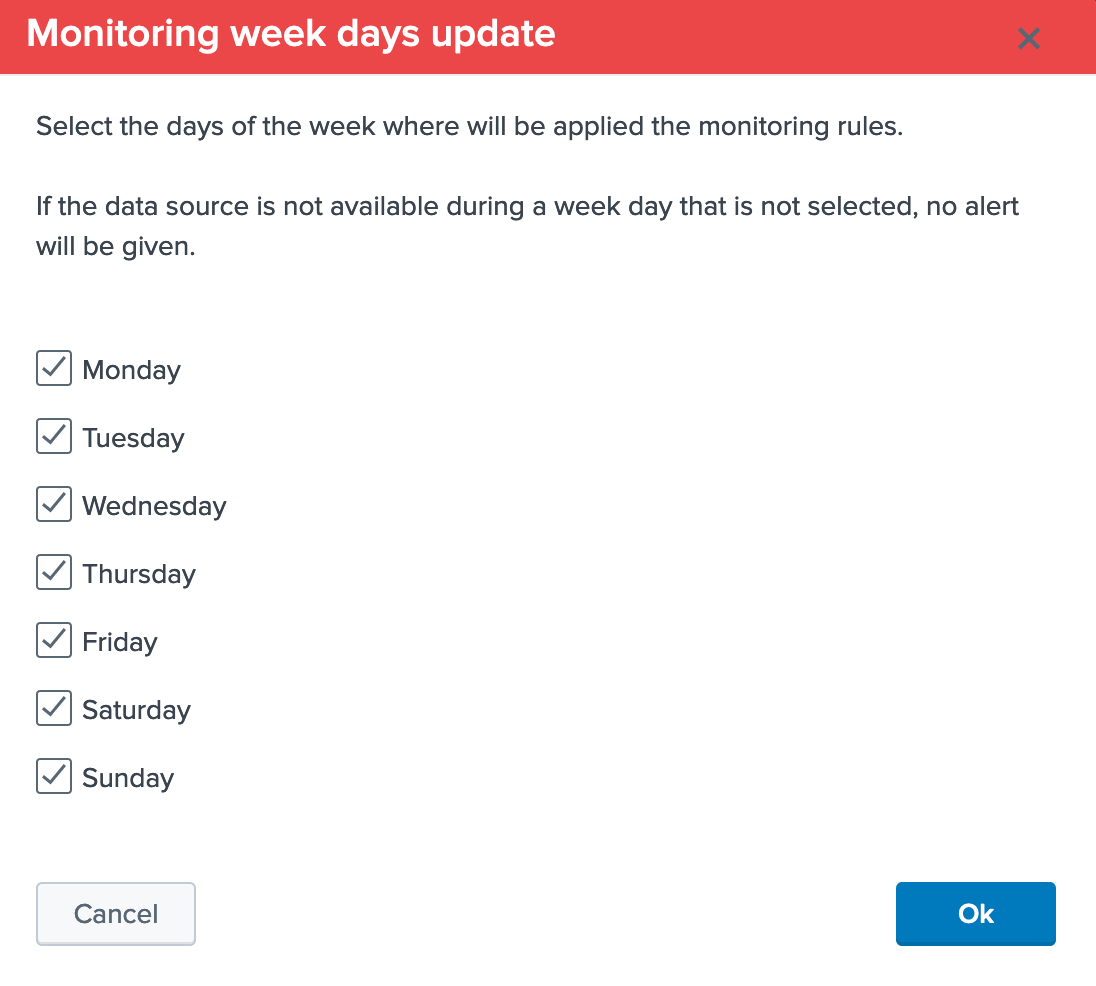 Monitoring week days update
Select the days of the week where will be applied the monitoring rules.
If the data source is not available during a week day that is not selected, no alert
will be given.
Monday
Tuesday
Wednesday
Thursday
Friday
Saturday
Sunday
Cancel
Ok